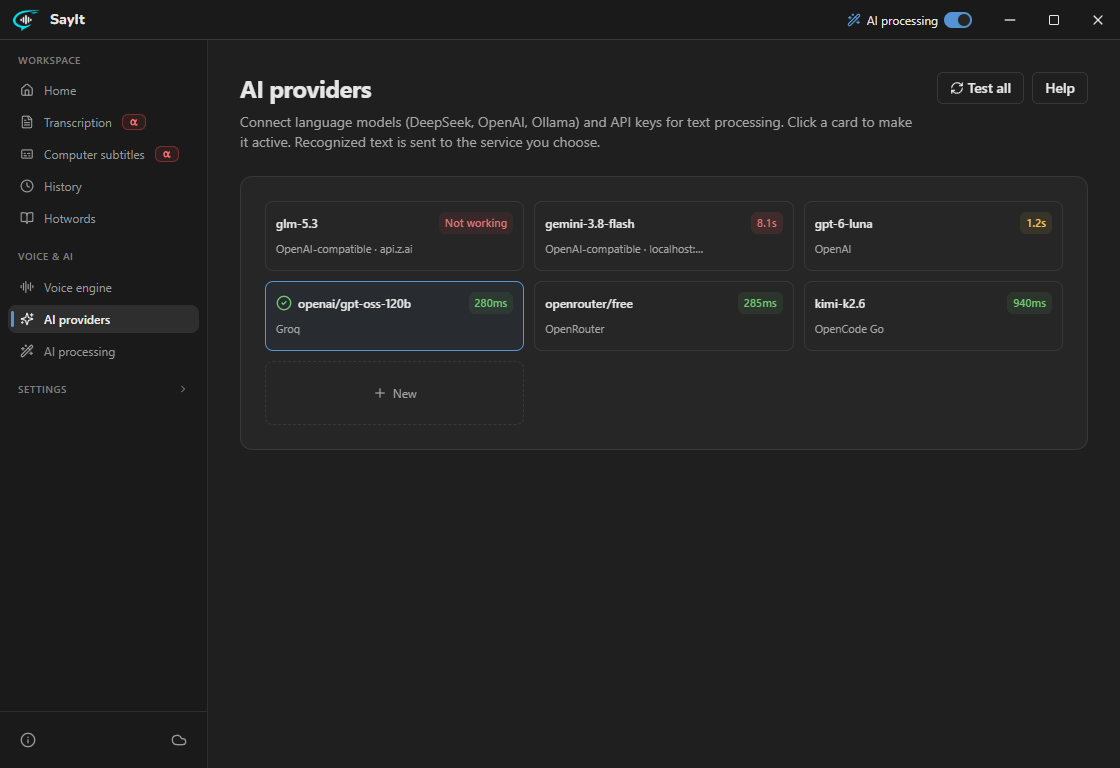 SayIt
AI processing
WORKSPACE
Home
Transcription α
Computer subtitles α
History
Hotwords
VOICE & AI
Voice engine
AI providers
AI processing
SETTINGS
AI providers
Test all
Help
Connect language models (DeepSeek, OpenAI, Ollama) and API keys for text processing. Click a card to make
it active. Recognized text is sent to the service you choose.
glm-5.3 Not working
OpenAI-compatible · api.z.ai
gemini-3.8-flash 8.1s
OpenAI-compatible · localhost:...
gpt-6-luna 1.2s
OpenAI
openai/gpt-oss-120b 280ms
Groq
openrouter/free 285ms
OpenRouter
kimi-k2.6 940ms
OpenCode Go
New